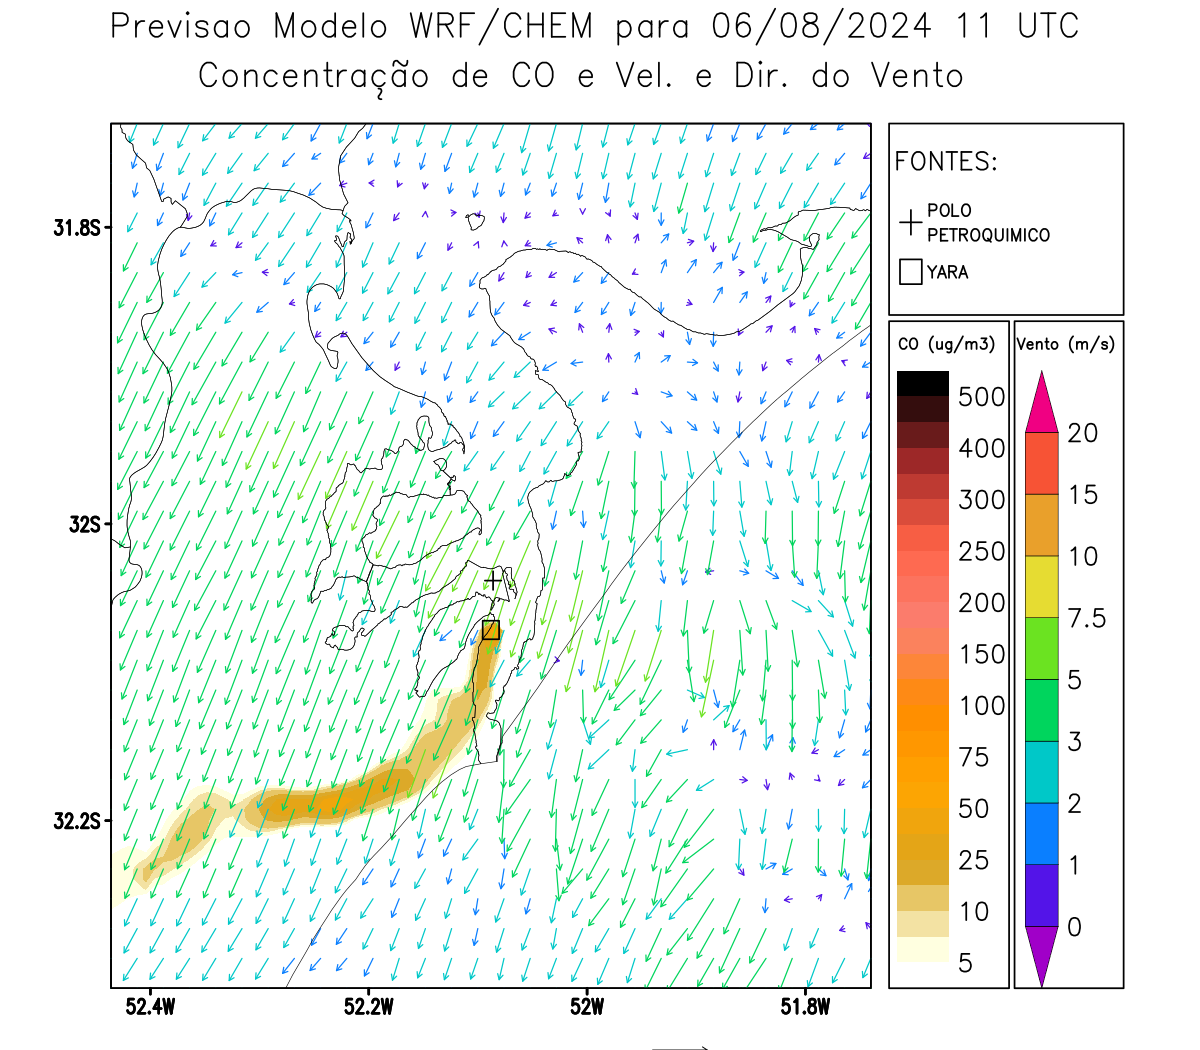 Previsao Modelo WRF/CHEM para 06/08/2024 11 UTC
Concentração de CO e Vel. e Dir. do Vento
FONTES:
POLO
PETROQUIMICO
YARA
CO (ug/m3)
500
400
300
250
200
150
100
75
50
25
10
5
Vento (m/s)
20
15
10
7.5
5
3
2
1
0
31.8S
32S
32.2S
52.4W
52.2W
52W
51.8W